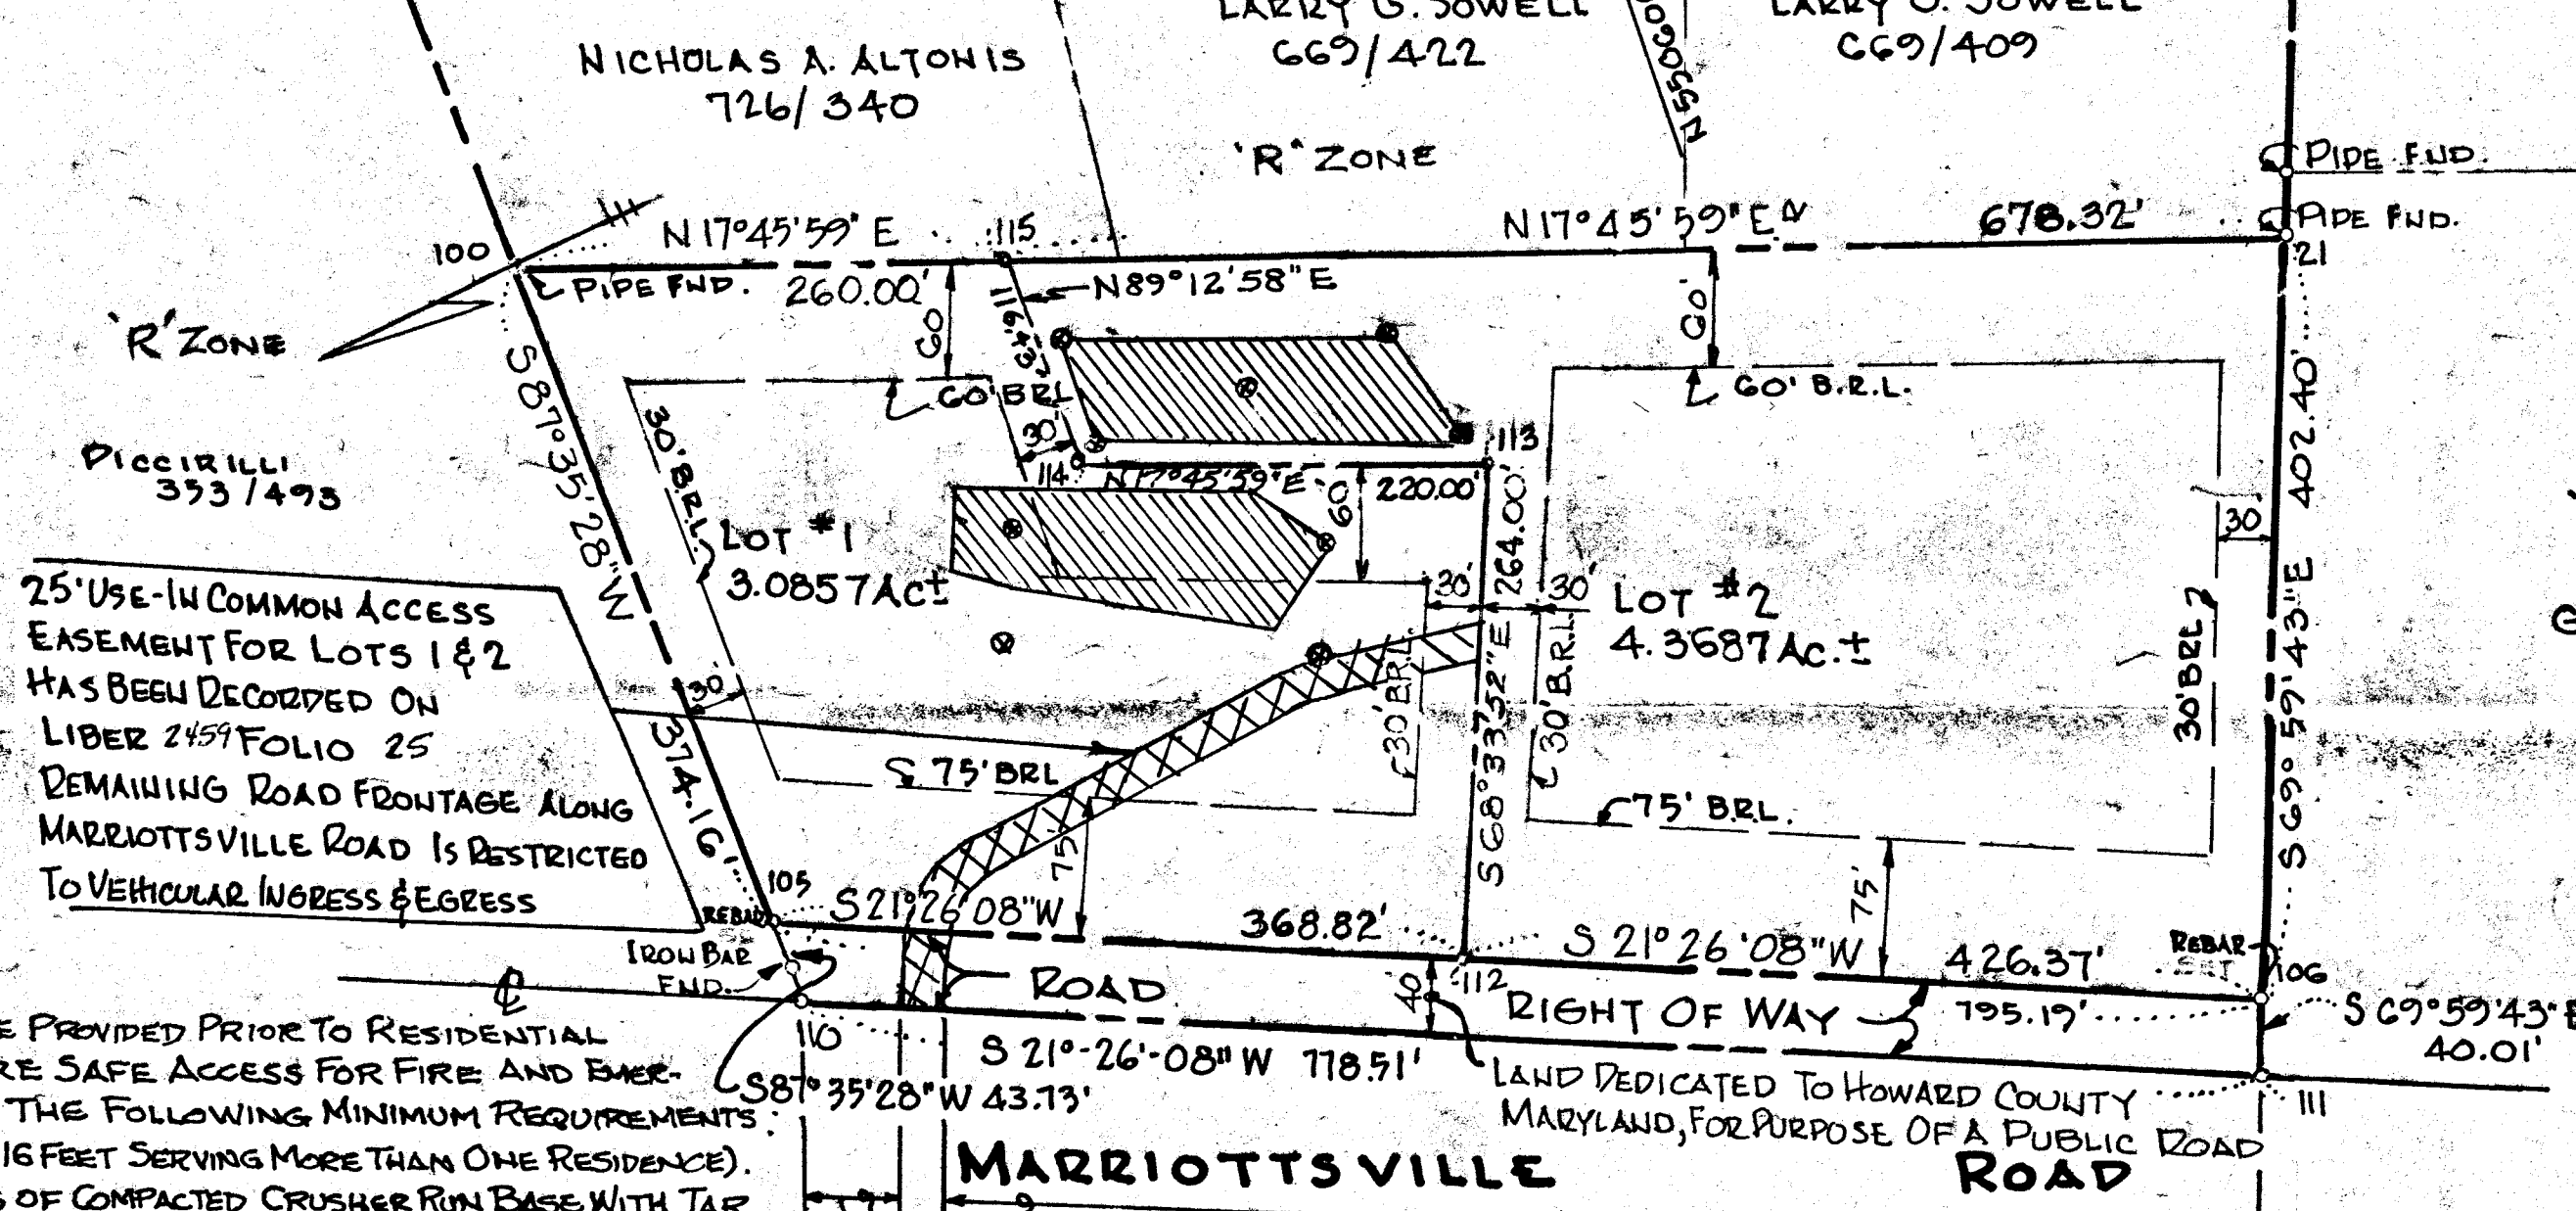 LARRY G. JOWELL
669/422
LARRY G. JOWELL
669/409
NICHOLAS A. ALTONIS
726/340
'R" ZONE
PIPE FND.
PIPE FND.
N 17°45'59" E
115
N 17°45'59" E
678.32'
21
100
PIPE FND.
260.00'
N89°12'58"E
116.43'
60'
60'
'R' ZONE
60' B.R.L.
60' B.R.L.
S 87°35'28" W
374.16'
30' B.R.L.
30'
114
113
N 17°45'59" E
220.00'
60
PICCIRILLI
353/493
LOT #1
3.0857 AC±
30'
264.00'
30'
LOT #2
4.3687 AC.±
30'
S 69°59'43"E 402.40'
30' BRL
25' USE-IN COMMON ACCESS
EASEMENT FOR LOTS 1 & 2
HAS BEEN RECORDED ON
LIBER 2459 FOLIO 25
REMAINING ROAD FRONTAGE ALONG
MARRIOTTSVILLE ROAD IS RESTRICTED
TO VEHICULAR INGRESS & EGRESS
30'
30' B.R.L.
S 68°33'52"E
30' B.R.L.
75' BRL
75' B.R.L.
75'
75'
105
REBAR
S 21°26'08"W
368.82'
S 21°26'08"W
426.37'
REBAR
SET
106
IRON BAR
FND.
ROAD
40
112
RIGHT OF WAY
795.19'
S 69°59'43" E
40.01'
110
S 21°-26'-08" W 778.51'
S87°35'28"W 43.73'
LAND DEDICATED TO HOWARD COUNTY
MARYLAND, FOR PURPOSE OF A PUBLIC ROAD
111
E PROVIDED PRIOR TO RESIDENTIAL
RE SAFE ACCESS FOR FIRE AND EMER-
THE FOLLOWING MINIMUM REQUIREMENTS:
16 FEET SERVING MORE THAN ONE RESIDENCE).
OF COMPACTED CRUSHER RUN BASE WITH TAR
MARRIOTTSVILLE ROAD